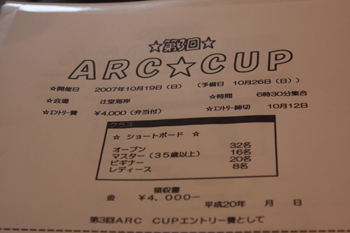 ☆第3回
ARC☆CUP
☆開催日 2007年10月19日（日） （予備日 10月26日（日））
☆会場 辻堂海岸 ☆時間 6時30分集合
☆エントリー費 ¥4,000（弁当付） ☆エントリー締切 10月12日
クラス
☆ ショートボード ☆
オープン 32名
マスター（35歳以上） 16名
ビギナー 20名
レディース 8名
領収書
金 ¥4,000-
平成20年 月 日
第3回ARC CUPエントリー費として